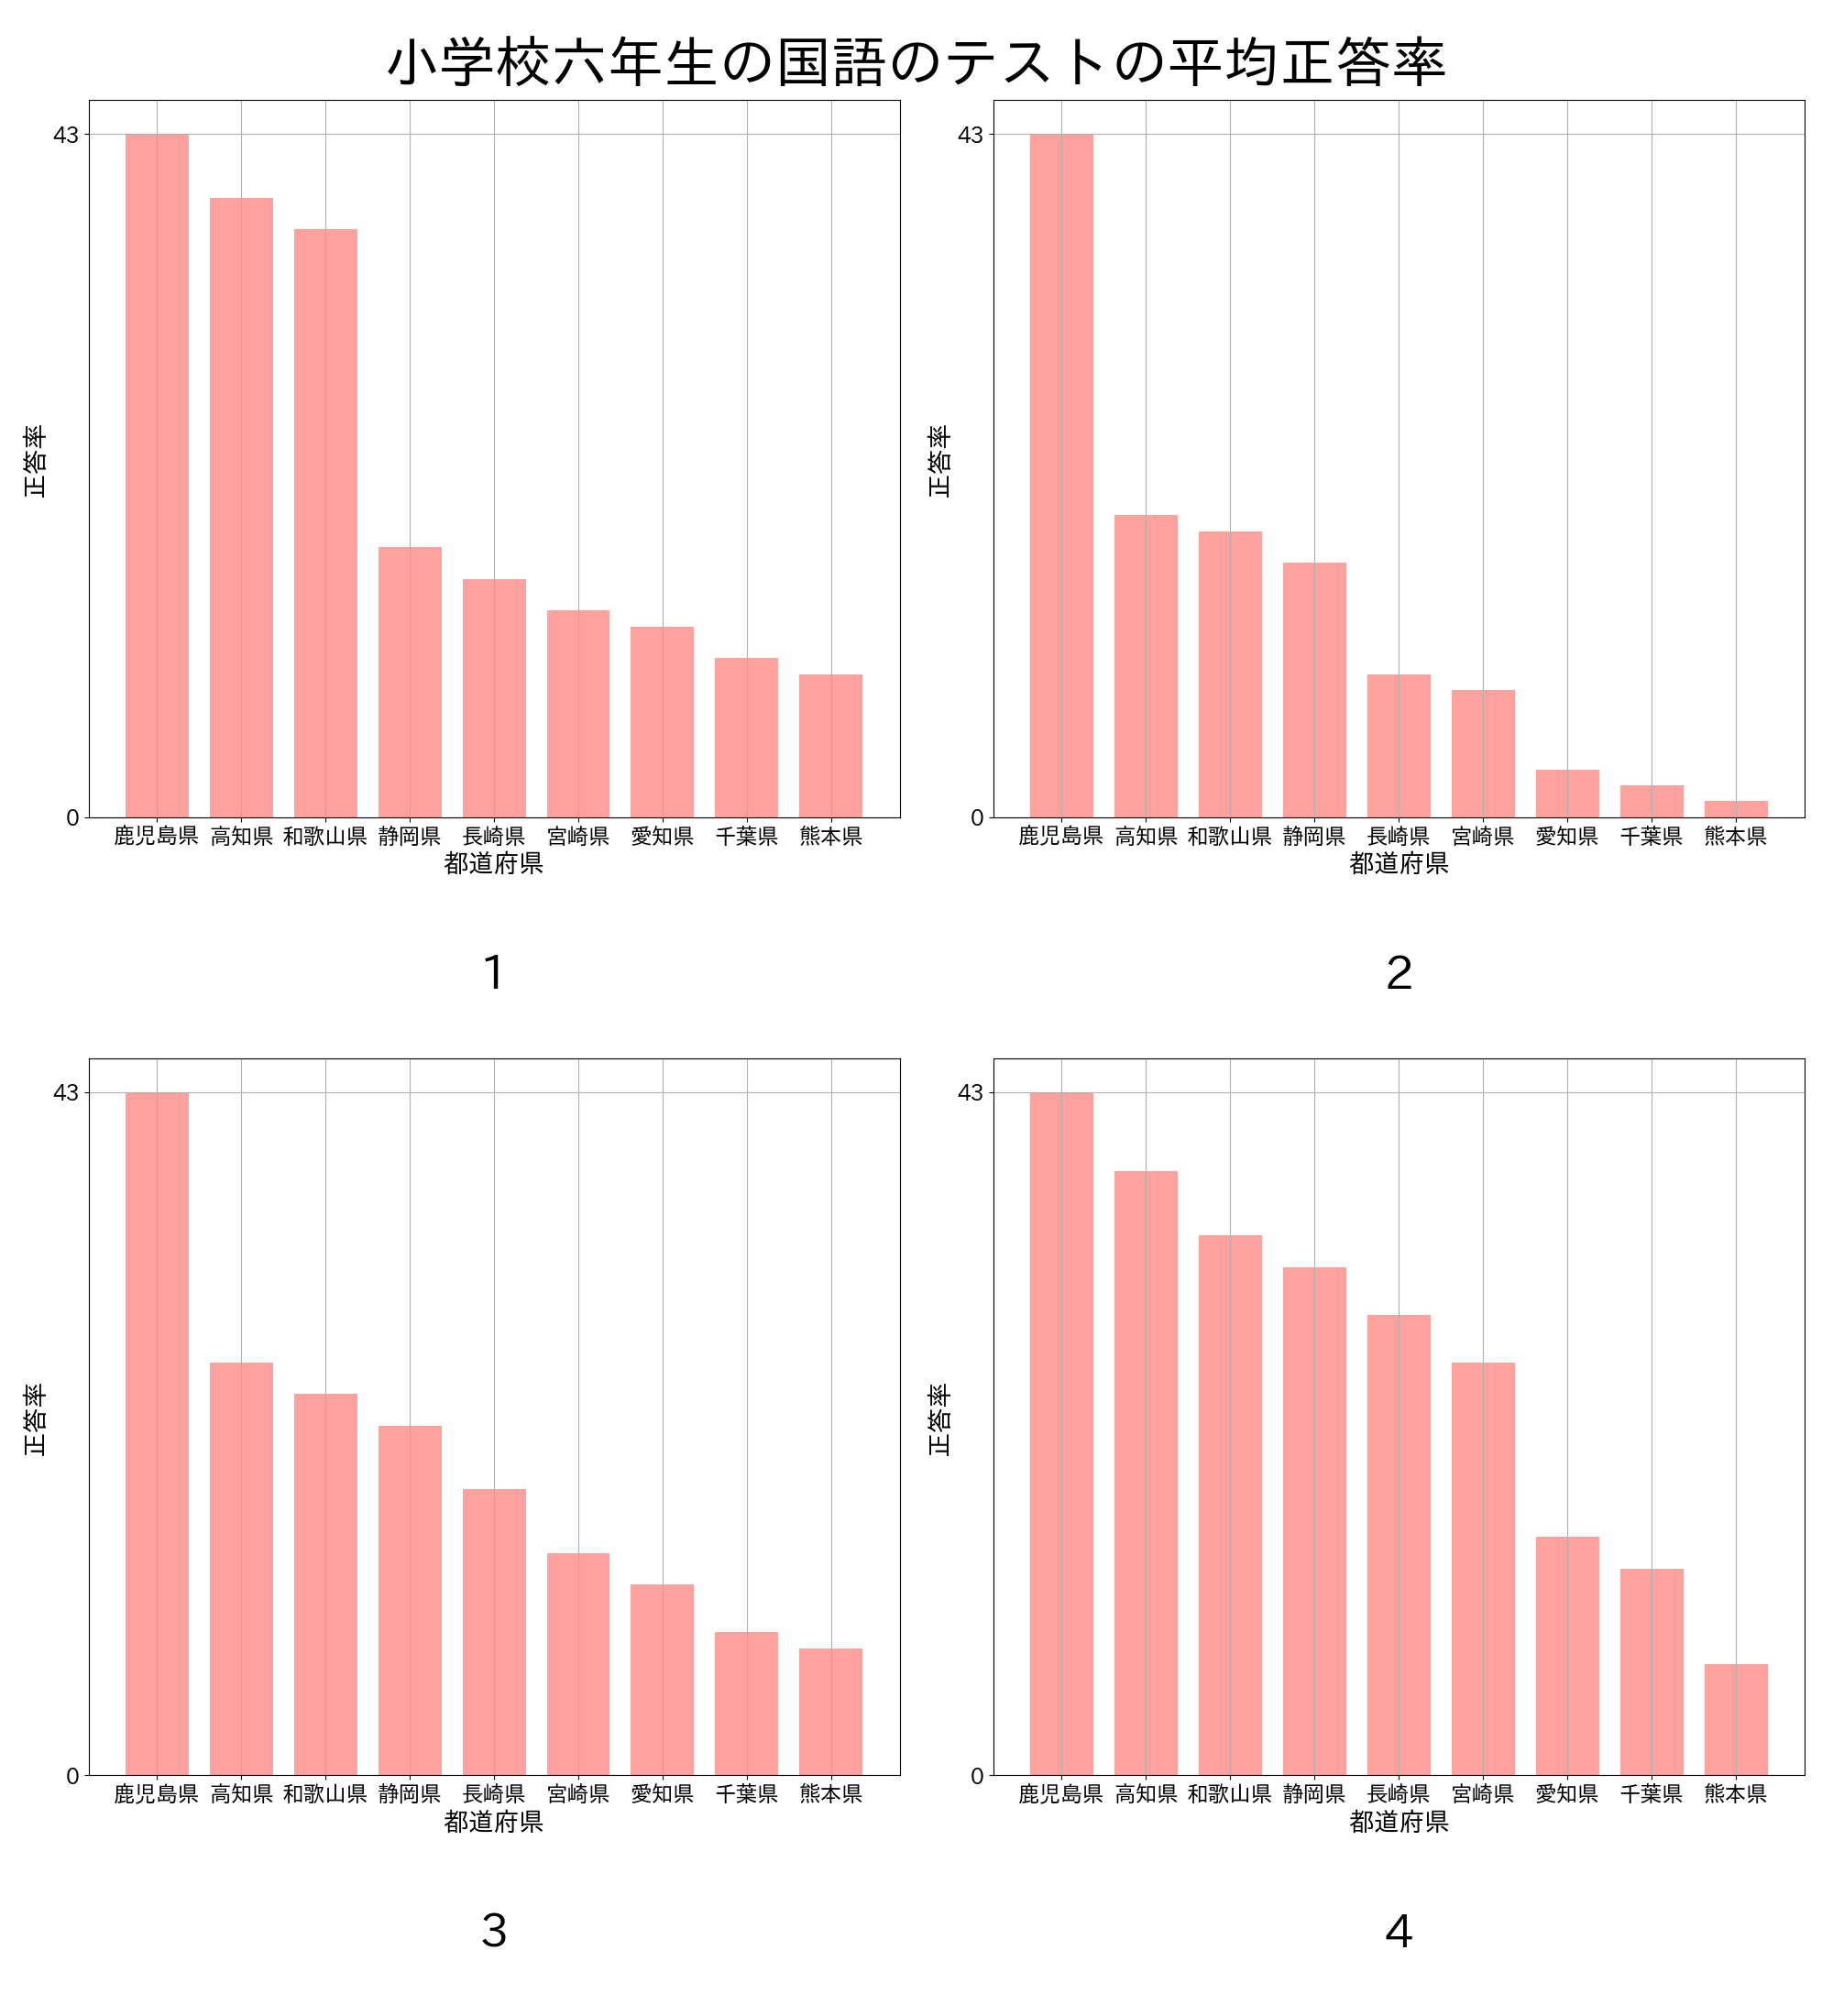 小学校六年生の国語のテストの平均正答率
43
0
正答率
鹿児島県 高知県 和歌山県 静岡県 長崎県 宮崎県 愛知県 千葉県 熊本県
都道府県
1
43
0
正答率
鹿児島県 高知県 和歌山県 静岡県 長崎県 宮崎県 愛知県 千葉県 熊本県
都道府県
2
43
0
正答率
鹿児島県 高知県 和歌山県 静岡県 長崎県 宮崎県 愛知県 千葉県 熊本県
都道府県
3
43
0
正答率
鹿児島県 高知県 和歌山県 静岡県 長崎県 宮崎県 愛知県 千葉県 熊本県
都道府県
4